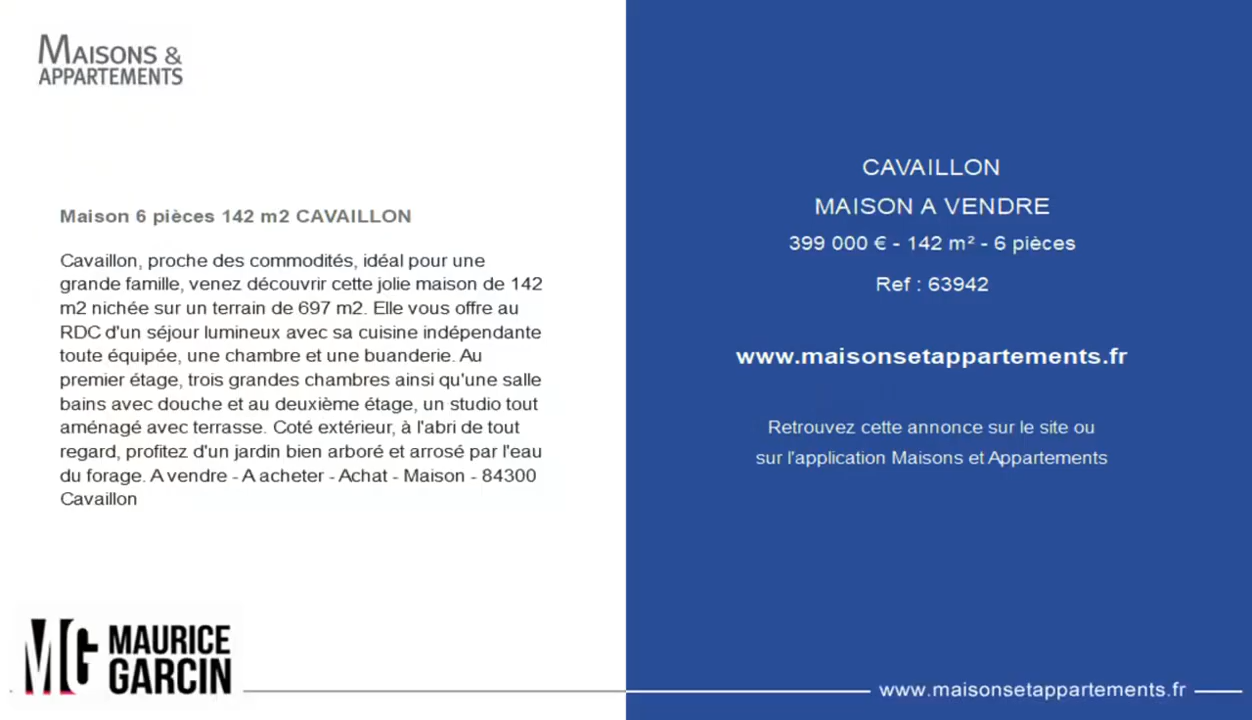 MAISONS &
APPARTEMENTS
Maison 6 pièces 142 m2 CAVAILLON
Cavaillon, proche des commodités, idéal pour une
grande famille, venez découvrir cette jolie maison de 142
m2 nichée sur un terrain de 697 m2. Elle vous offre au
RDC d'un séjour lumineux avec sa cuisine indépendante
toute équipée, une chambre et une buanderie. Au
premier étage, trois grandes chambres ainsi qu'une salle
bains avec douche et au deuxième étage, un studio tout
aménagé avec terrasse. Coté extérieur, à l'abri de tout
regard, profitez d'un jardin bien arboré et arrosé par l'eau
du forage. A vendre - A acheter - Achat - Maison - 84300
Cavaillon
MG MAURICE
GARCIN
CAVAILLON
MAISON A VENDRE
399 000 € - 142 m² - 6 pièces
Ref : 63942
www.maisonsetappartements.fr
Retrouvez cette annonce sur le site ou
sur l'application Maisons et Appartements
www.maisonsetappartements.fr